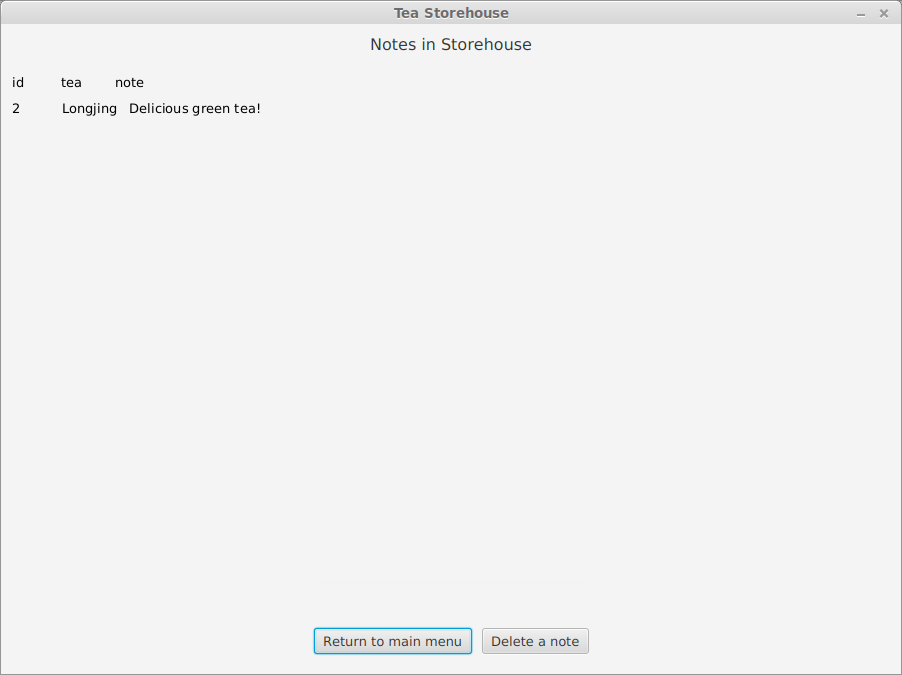 Tea Storehouse
Notes in Storehouse
id tea note
2 Longjing Delicious green tea!
Return to main menu Delete a note